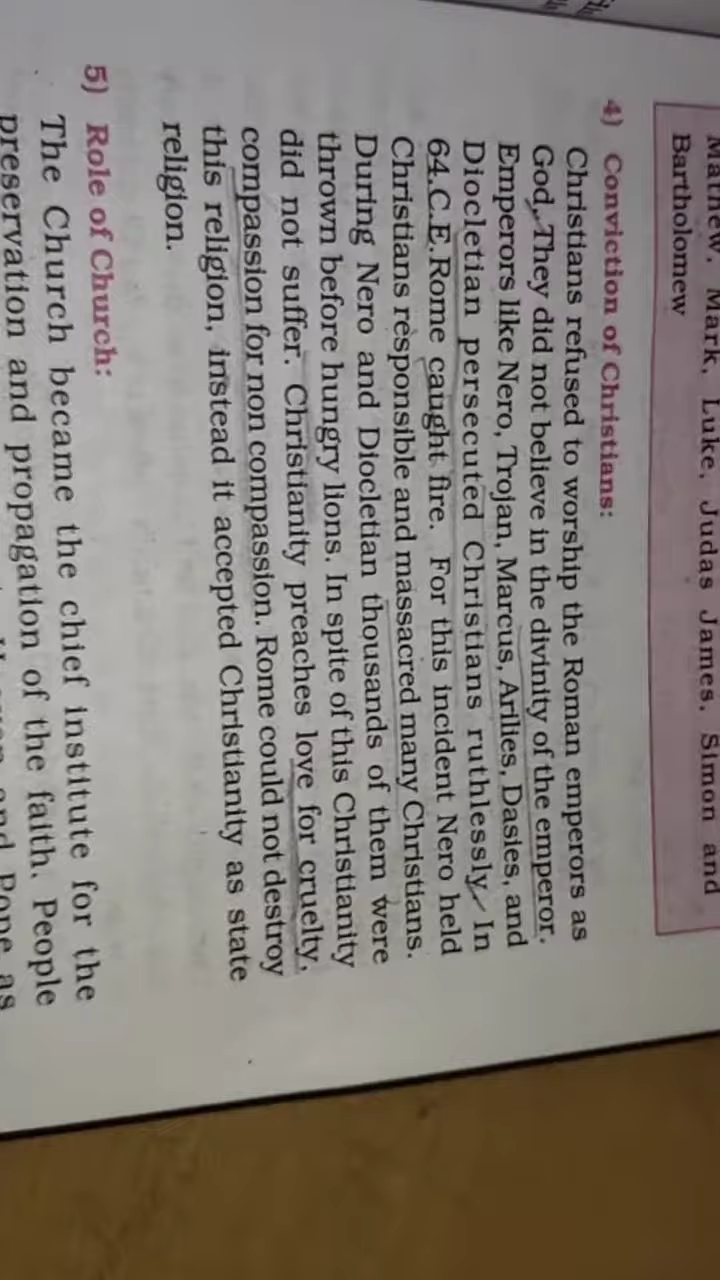 Mathew, Mark, Luke, Judas James, Simon and
Bartholomew
4) Conviction of Christians:
Christians refused to worship the Roman emperors as
God. They did not believe in the divinity of the emperor.
Emperors like Nero, Trojan, Marcus, Arilies, Dasies, and
Diocletian persecuted Christians ruthlessly. In
64.C.E. Rome caught fire. For this incident Nero held
Christians responsible and massacred many Christians.
During Nero and Diocletian thousands of them were
thrown before hungry lions. In spite of this Christianity
did not suffer. Christianity preaches love for cruelty,
compassion for non compassion. Rome could not destroy
this religion, instead it accepted Christianity as state
religion.
5) Role of Church:
The Church became the chief institute for the
preservation and propagation of the faith. People
and Pope as